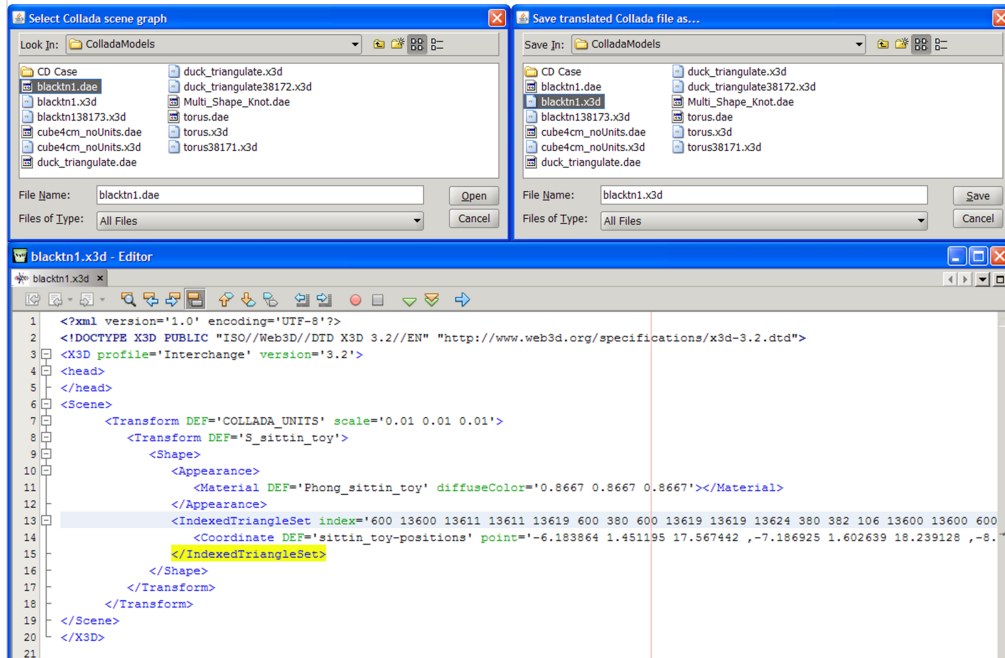 Select Collada scene graph
Look In: ColladaModels
CD Case
blacktn1.dae
blacktn1.x3d
blacktn138173.x3d
cube4cm_noUnits.dae
cube4cm_noUnits.x3d
duck_triangulate.dae
duck_triangulate.x3d
duck_triangulate38172.x3d
Multi_Shape_Knot.dae
torus.dae
torus.x3d
torus38171.x3d
File Name: blacktn1.dae Open
Files of Type: All Files Cancel
Save translated Collada file as...
Save In: ColladaModels
CD Case
blacktn1.dae
blacktn1.x3d
blacktn138173.x3d
cube4cm_noUnits.dae
cube4cm_noUnits.x3d
duck_triangulate.dae
duck_triangulate.x3d
duck_triangulate38172.x3d
Multi_Shape_Knot.dae
torus.dae
torus.x3d
torus38171.x3d
File Name: blacktn1.x3d Save
Files of Type: All Files Cancel
blacktn1.x3d - Editor
blacktn1.x3d
1 <?xml version='1.0' encoding='UTF-8'?>
2 <!DOCTYPE X3D PUBLIC "ISO//Web3D//DTD X3D 3.2//EN" "http://www.web3d.org/specifications/x3d-3.2.dtd">
3 <X3D profile='Interchange' version='3.2'>
4 <head>
5 </head>
6 <Scene>
7 <Transform DEF='COLLADA_UNITS' scale='0.01 0.01 0.01'>
8 <Transform DEF='S_sittin_toy'>
9 <Shape>
10 <Appearance>
11 <Material DEF='Phong_sittin_toy' diffuseColor='0.8667 0.8667 0.8667'></Material>
12 </Appearance>
13 <IndexedTriangleSet index='600 13600 13611 13611 13619 600 380 600 13619 13619 13624 380 382 106 13600 13600 600
14 <Coordinate DEF='sittin_toy-positions' point='-6.183864 1.451195 17.567442 ,-7.186925 1.602639 18.239128 ,-8.
15 </IndexedTriangleSet>
16 </Shape>
17 </Transform>
18 </Transform>
19 </Scene>
20 </X3D>
21